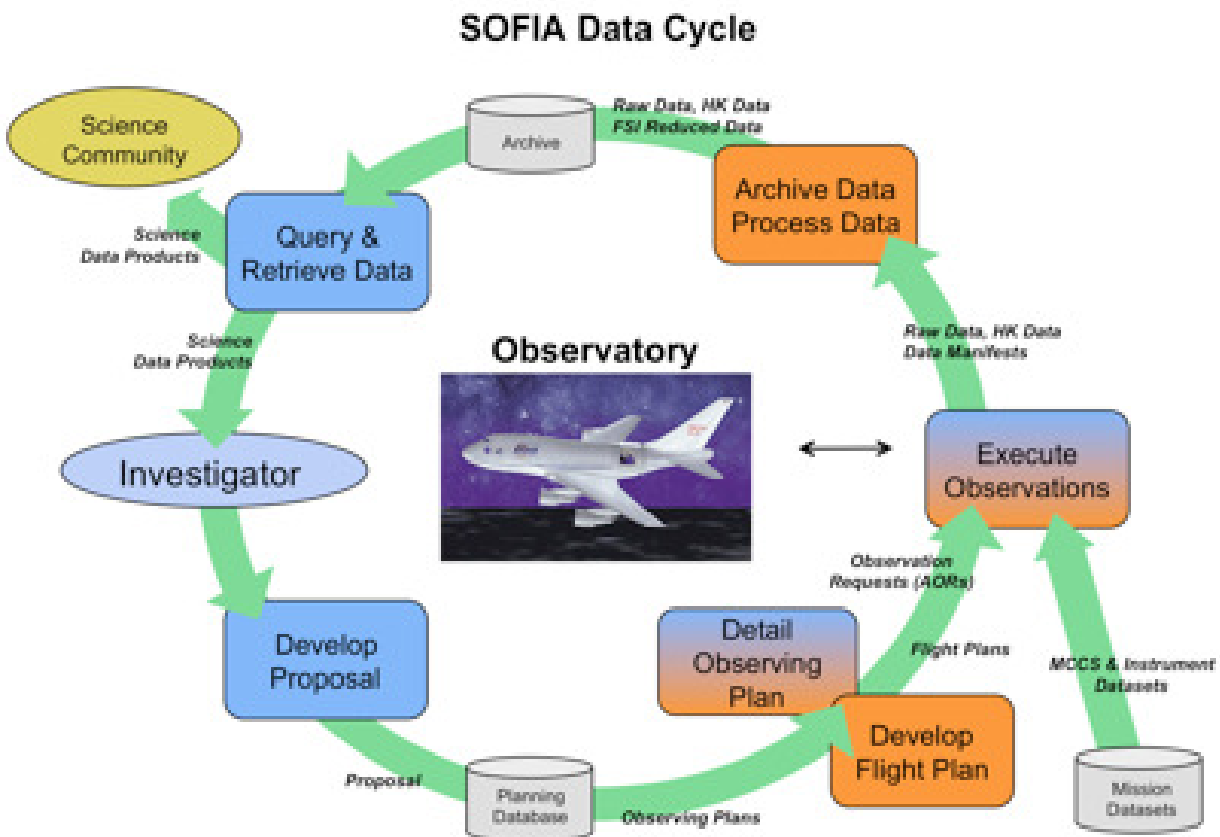 SOFIA Data Cycle
Science
Community
Archive
Raw Data, HK Data
FSI Reduced Data
Archive Data
Process Data
Query &
Retrieve Data
Science
Data Products
Science
Data Products
Raw Data, HK Data
Data Manifests
Observatory
Investigator
Execute
Observations
Observation
Requests (AORs)
Develop
Proposal
Detail
Observing
Plan
Flight Plans
MCCS & Instrument
Datasets
Develop
Flight Plan
Proposal
Planning
Database
Observing Plans
Mission
Datasets